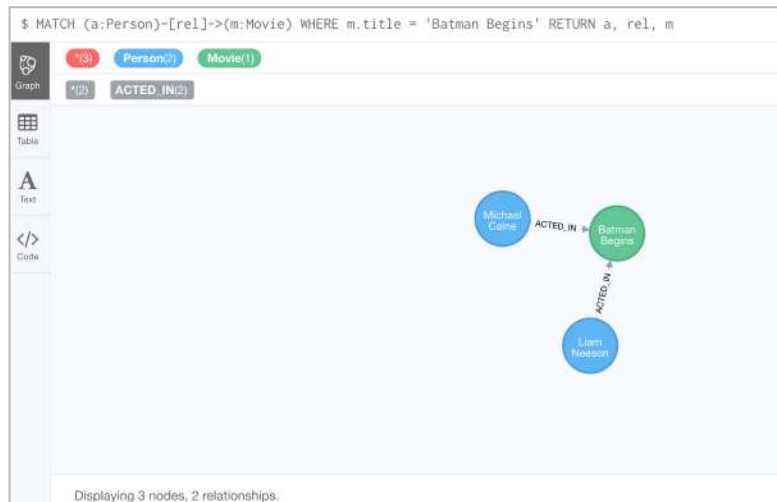 $ MATCH (a:Person)-[rel]->(m:Movie) WHERE m.title = 'Batman Begins' RETURN a, rel, m
Graph
*(3) Person(2) Movie(1)
*(2) ACTED_IN(2)
Table
A
Text
</>
Code
Michael
Caine
ACTED_IN
Batman
Begins
ACTED_IN
Liam
Neeson
Displaying 3 nodes, 2 relationships.